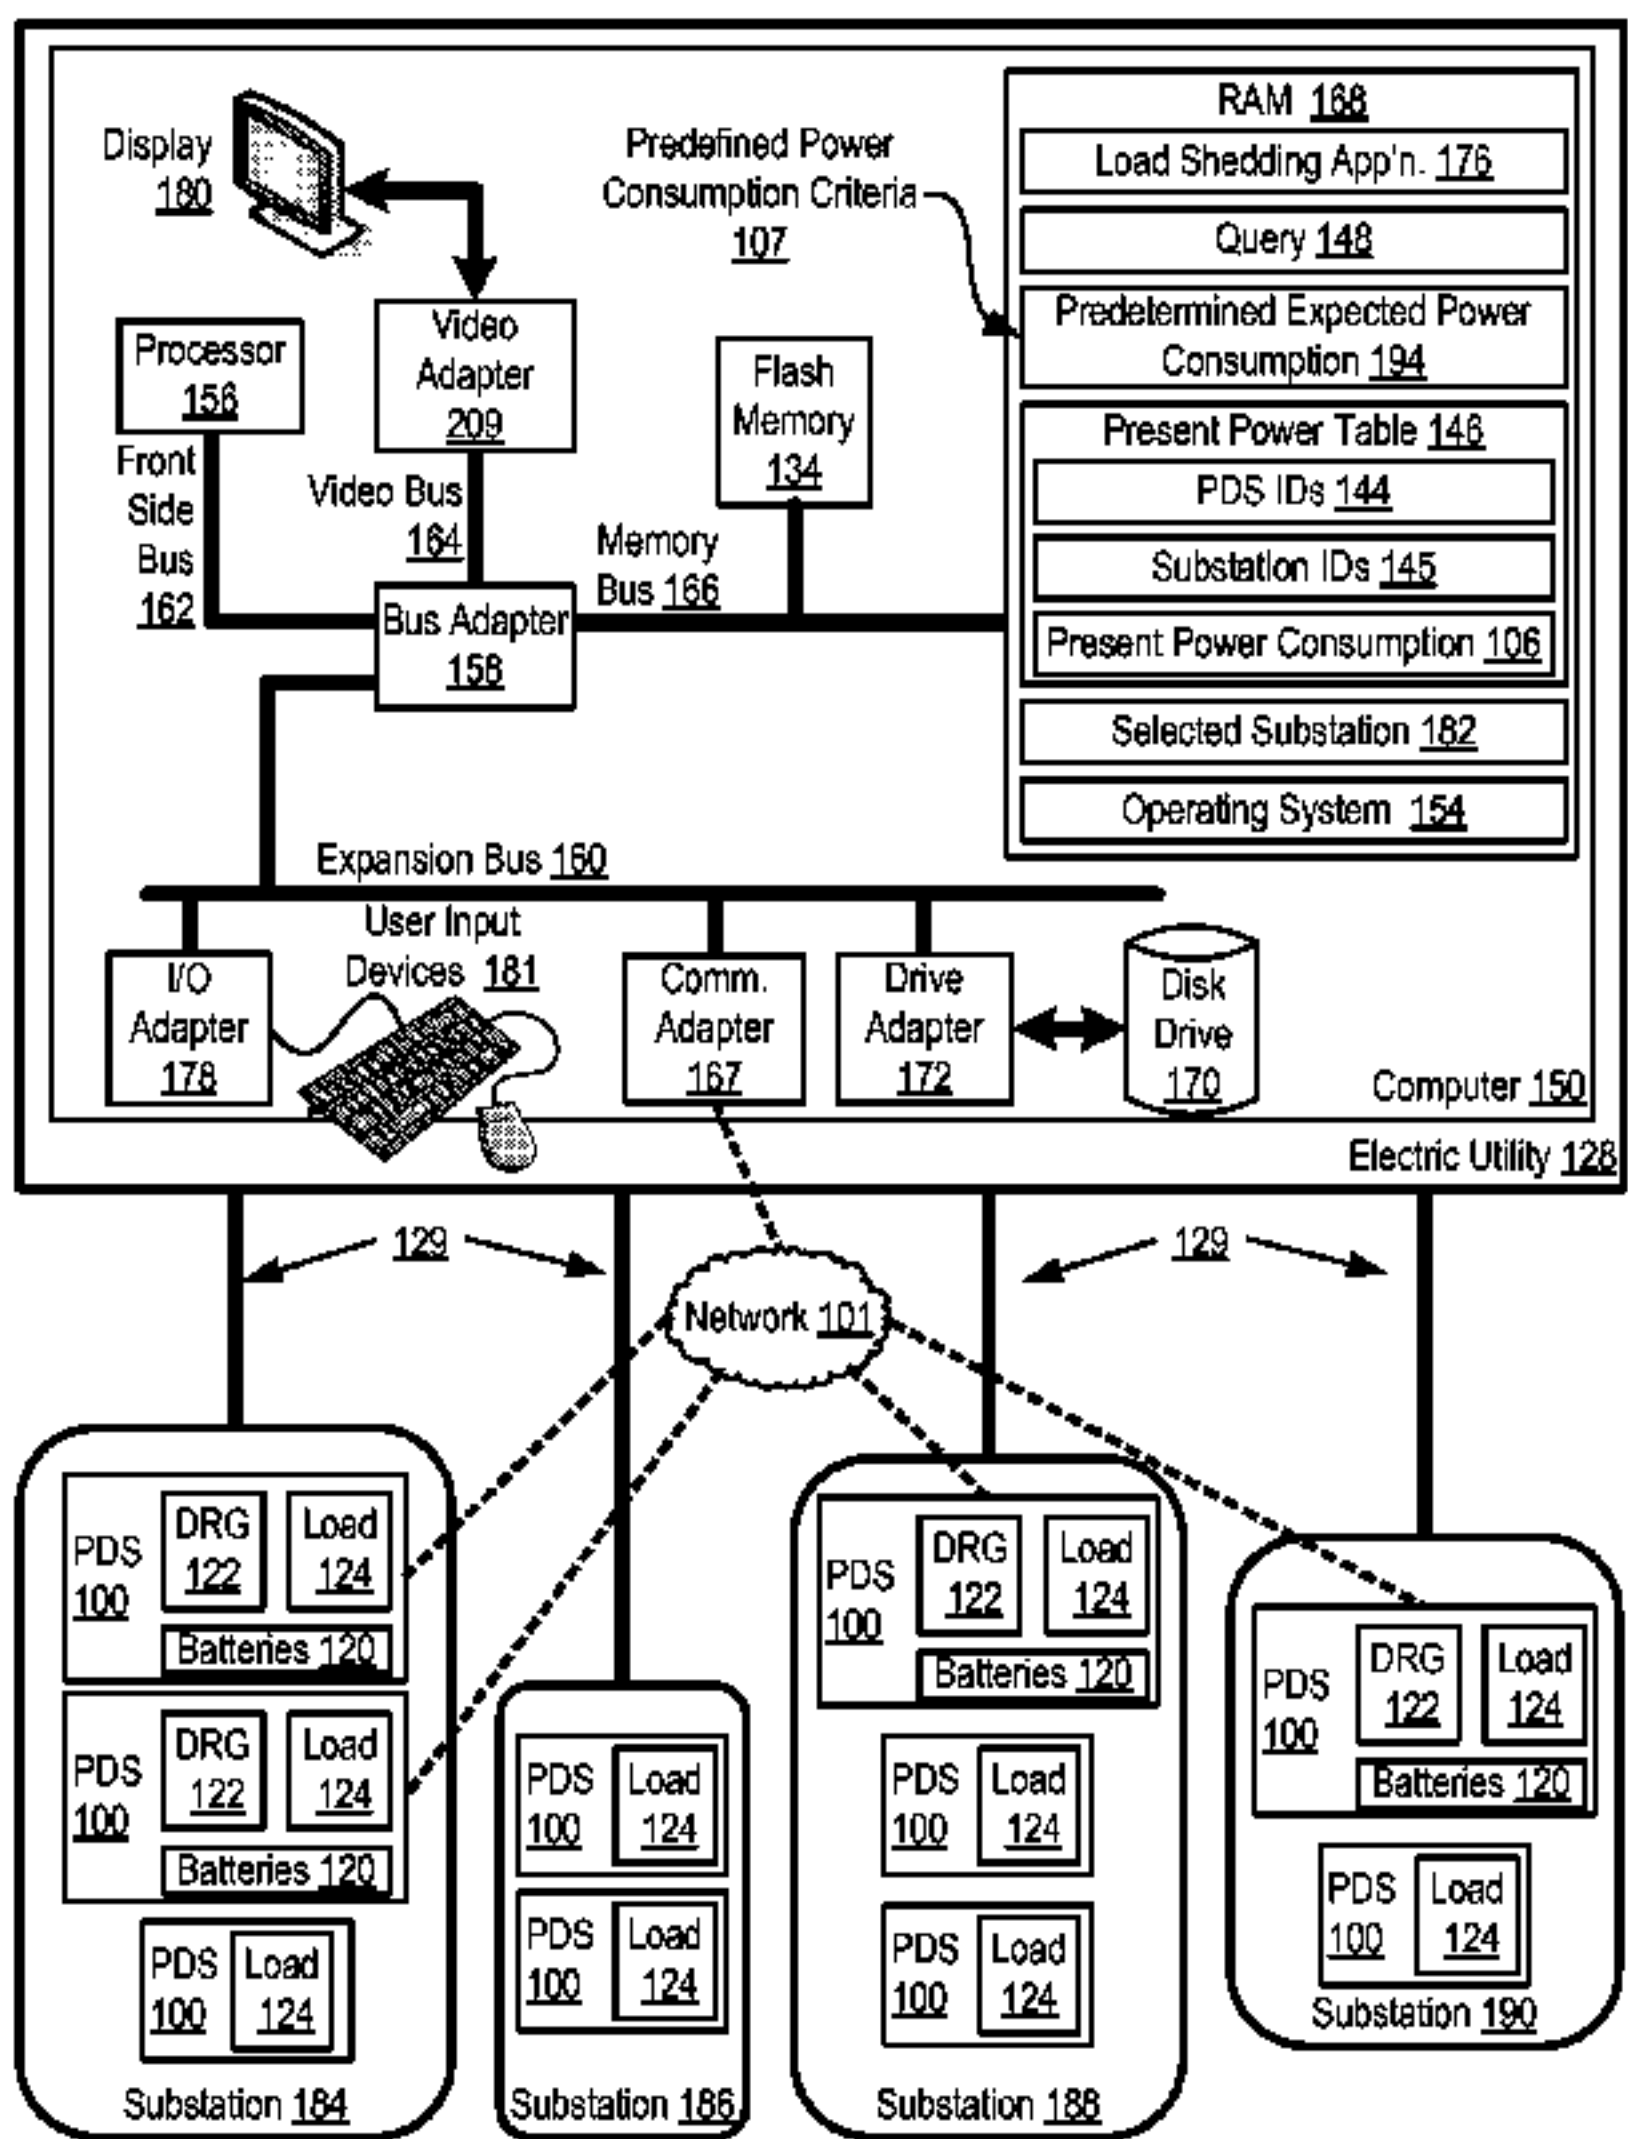 RAM 168
Load Shedding App'n. 176
Query 148
Predetermined Expected Power
Consumption 194
Present Power Table 146
PDS IDs 144
Substation IDs 145
Present Power Consumption 106
Selected Substation 182
Operating System 154
Display
180
Predefined Power
Consumption Criteria
107
Processor
156
Video
Adapter
209
Flash
Memory
134
Front
Side
Bus
162
Video Bus
164
Memory
Bus 166
Bus Adapter
158
Expansion Bus 160
User Input
Devices 181
I/O
Adapter
178
Comm.
Adapter
167
Drive
Adapter
172
Disk
Drive
170
Computer 150
Electric Utility 128
129
129
Network 101
PDS
100
DRG
122
Load
124
Batteries 120
PDS
100
DRG
122
Load
124
Batteries 120
PDS
100
Load
124
Substation 184
PDS
100
Load
124
PDS
100
Load
124
Substation 186
PDS
100
DRG
122
Load
124
Batteries 120
PDS
100
Load
124
PDS
100
Load
124
Substation 188
PDS
100
DRG
122
Load
124
Batteries 120
PDS
100
Load
124
Substation 190